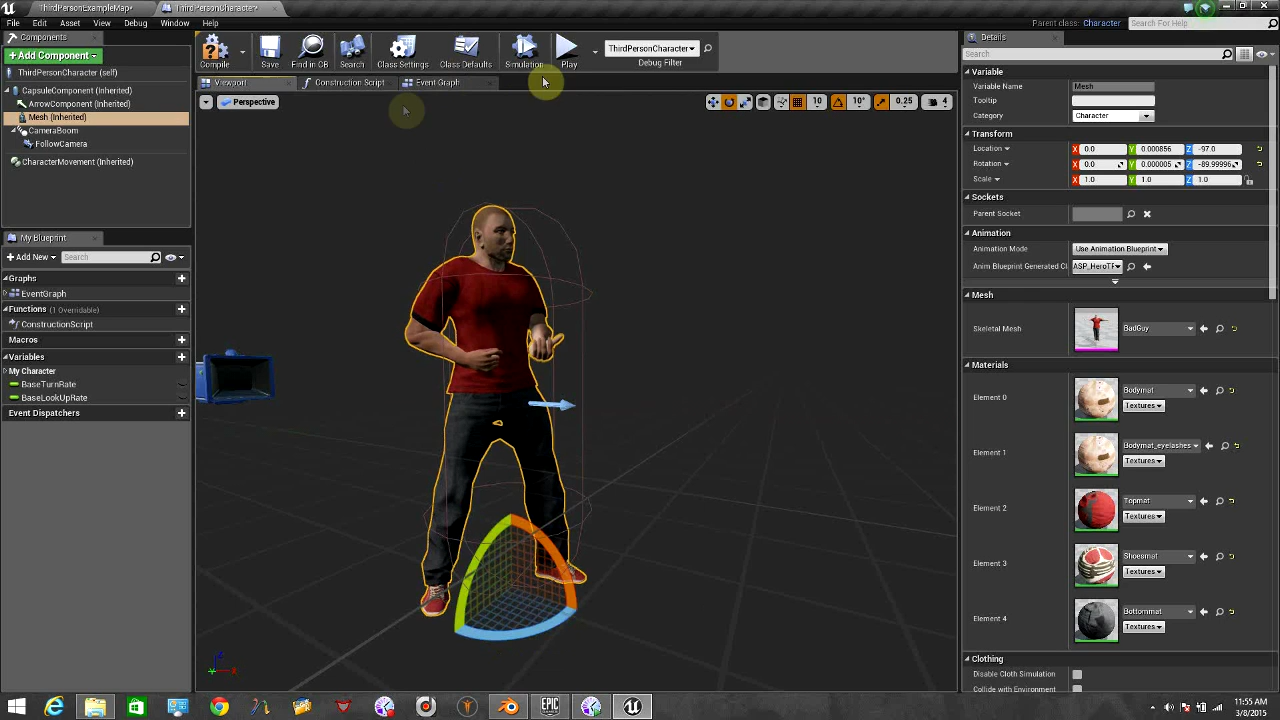 ThirdPersonExampleMap*
ThirdPersonCharacter*
File Edit Asset View Debug Window Help
Parent class: Character
Search For Help
Components
Add Component
ThirdPersonCharacter (self)
CapsuleComponent (Inherited)
ArrowComponent (Inherited)
Mesh (Inherited)
CameraBoom
FollowCamera
CharacterMovement (Inherited)
My Blueprint
Add New
Search
Graphs
EventGraph
Functions (1 Overridable)
ConstructionScript
Macros
Variables
My Character
BaseTurnRate
BaseLookUpRate
Event Dispatchers
Compile
Save
Find in CB
Search
Class Settings
Class Defaults
Simulation
Play
ThirdPersonCharacter
Debug Filter
Viewport
Construction Script
Event Graph
Perspective
10
10°
0.25
4
Details
Search
Variable
Variable Name Mesh
Tooltip
Category Character
Transform
Location X 0.0 Y 0.000856 Z -97.0
Rotation X 0.0 Y 0.000005 Z -89.99996
Scale X 1.0 Y 1.0 Z 1.0
Sockets
Parent Socket
Animation
Animation Mode Use Animation Blueprint
Anim Blueprint Generated Cl ASP_HeroTP
Mesh
Skeletal Mesh BadGuy
Materials
Element 0 Bodymat
Textures
Element 1 Bodymat_eyelashes
Textures
Element 2 Topmat
Textures
Element 3 Shoesmat
Textures
Element 4 Bottommat
Textures
Clothing
Disable Cloth Simulation
Collide with Environment
EPIC
11:55 AM
3/8/2015